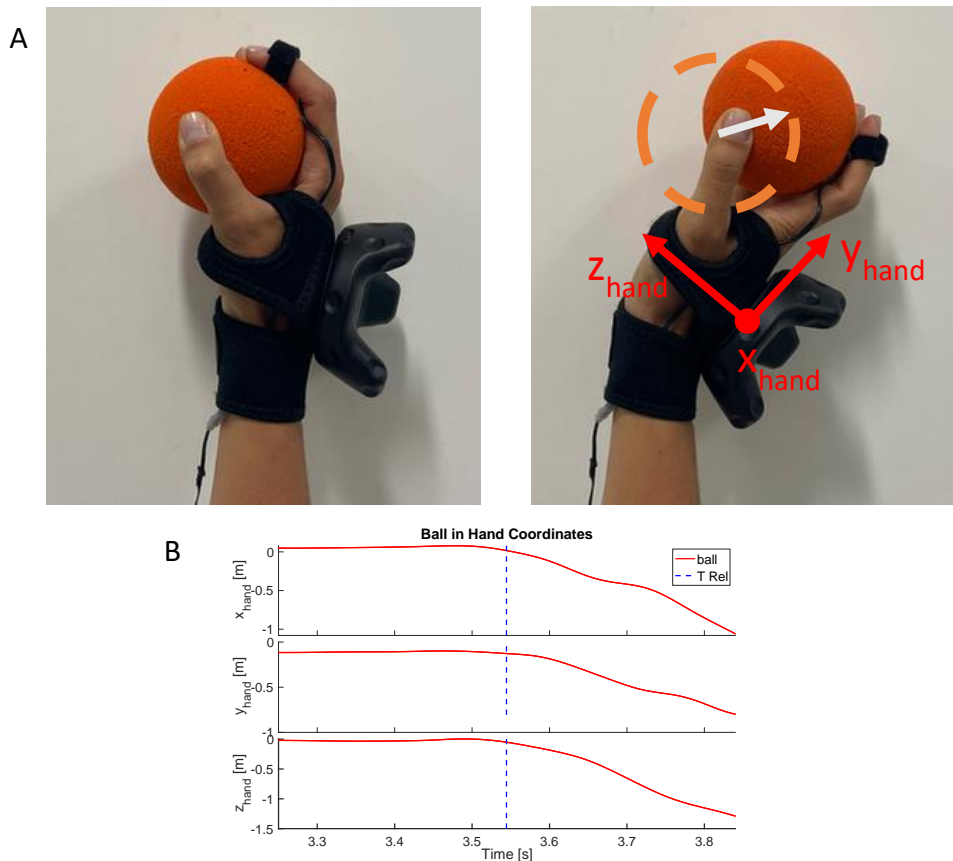 A
z_hand
y_hand
x_hand
B
Ball in Hand Coordinates
x_hand [m]
0
-0.5
-1
ball
T Rel
y_hand [m]
0
-0.5
-1
z_hand [m]
0
-0.5
-1
-1.5
3.3 3.4 3.5 3.6 3.7 3.8
Time [s]